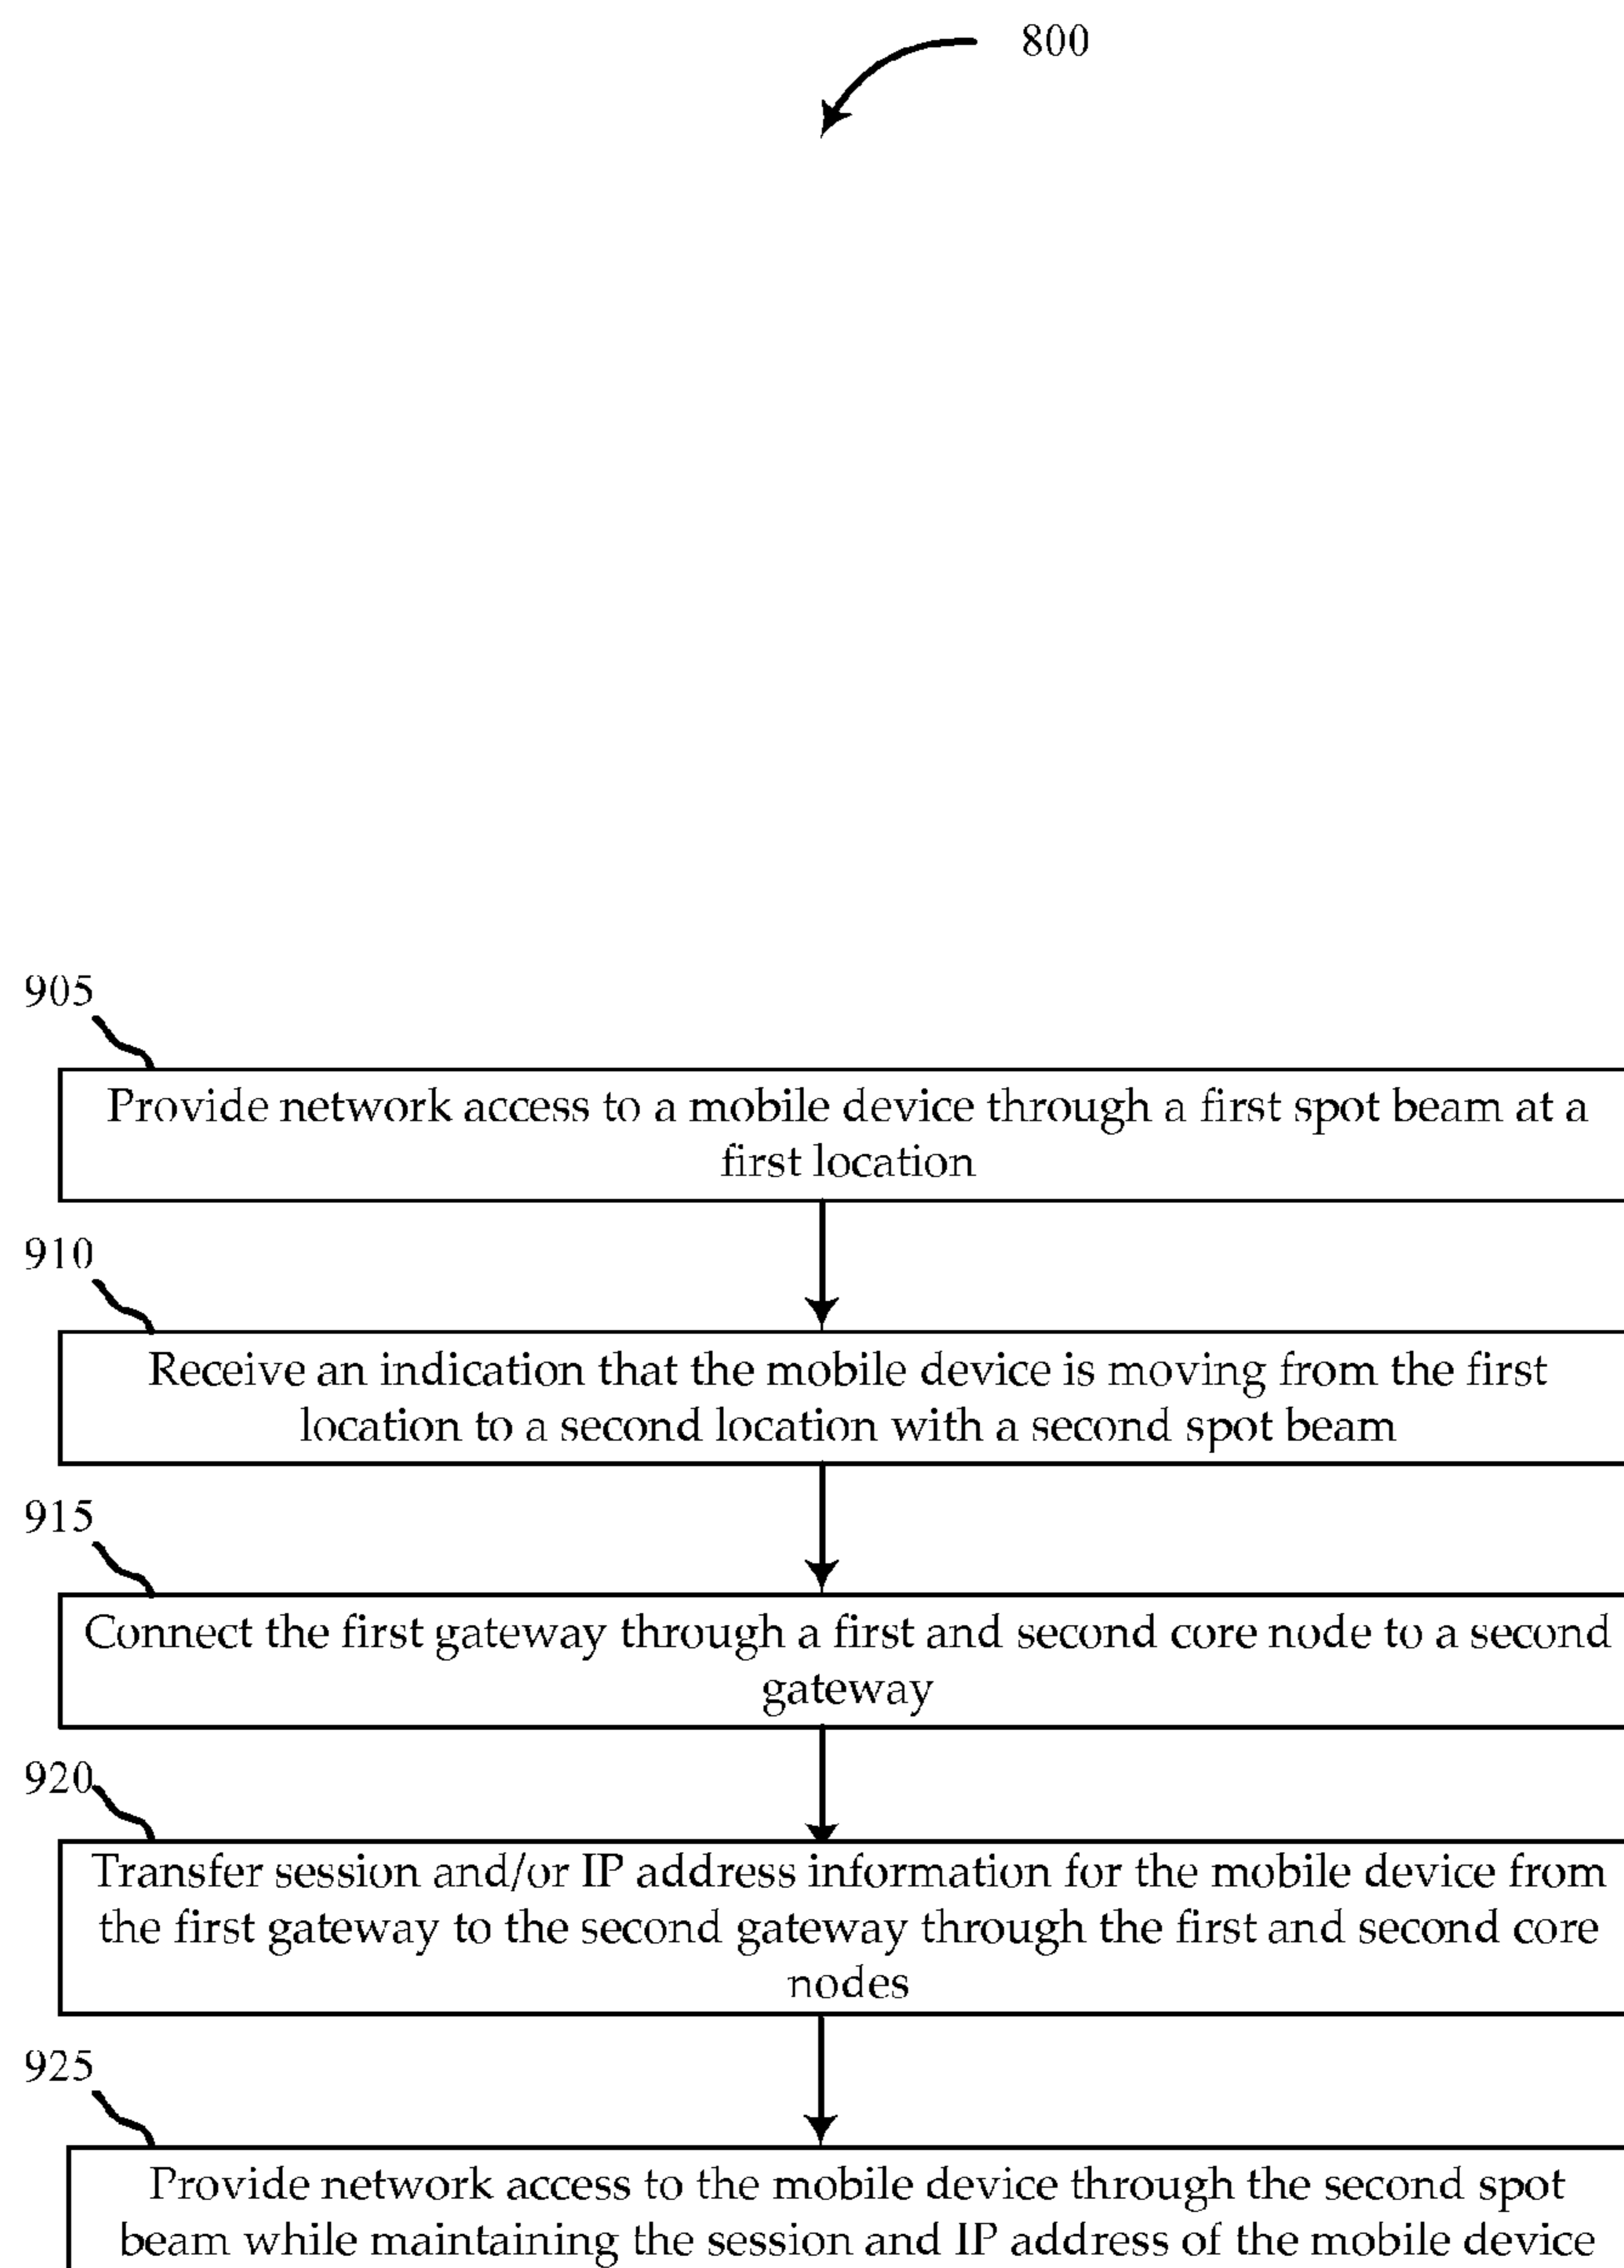 800
905
Provide network access to a mobile device through a first spot beam at a
first location
910
Receive an indication that the mobile device is moving from the first
location to a second location with a second spot beam
915
Connect the first gateway through a first and second core node to a second
gateway
920
Transfer session and/or IP address information for the mobile device from
the first gateway to the second gateway through the first and second core
nodes
925
Provide network access to the mobile device through the second spot
beam while maintaining the session and IP address of the mobile device